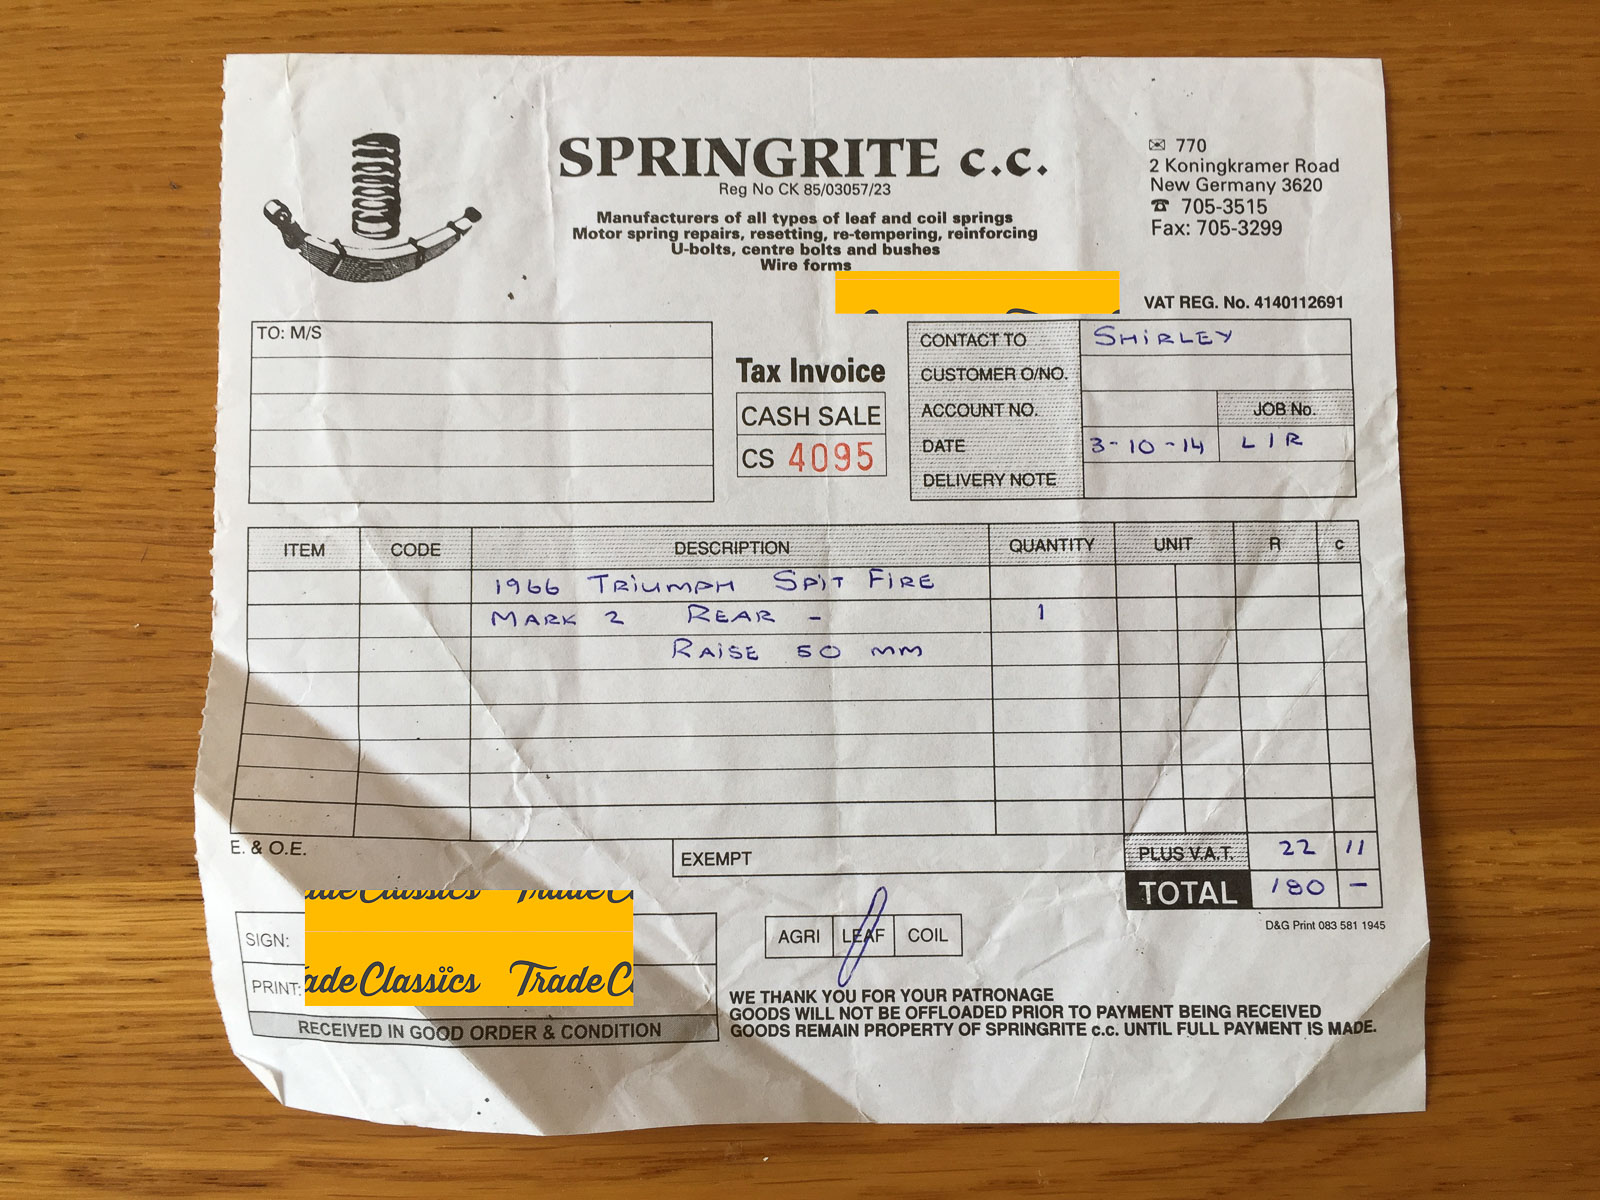 SPRINGRITE c.c.
Reg No CK 85/03057/23
Manufacturers of all types of leaf and coil springs
Motor spring repairs, resetting, re-tempering, reinforcing
U-bolts, centre bolts and bushes
Wire forms
✉ 770
2 Koningkramer Road
New Germany 3620
☎ 705-3515
Fax: 705-3299
VAT REG. No. 4140112691
TO: M/S
Tax Invoice
CASH SALE
CS 4095
CONTACT TO SHIRLEY
CUSTOMER O/NO.
ACCOUNT NO. JOB No.
DATE 3-10-14 LIR
DELIVERY NOTE
ITEM CODE DESCRIPTION QUANTITY UNIT R c
1966 TRIUMPH SPIT FIRE
MARK 2 REAR - 1
RAISE 50 MM
E. & O.E.
EXEMPT
PLUS V.A.T. 22 11
TOTAL 180 -
D&G Print 083 581 1945
SIGN:
TradeClassics TradeC
PRINT: adeClassïcs TradeC
RECEIVED IN GOOD ORDER & CONDITION
AGRI LEAF COIL
WE THANK YOU FOR YOUR PATRONAGE
GOODS WILL NOT BE OFFLOADED PRIOR TO PAYMENT BEING RECEIVED
GOODS REMAIN PROPERTY OF SPRINGRITE c.c. UNTIL FULL PAYMENT IS MADE.